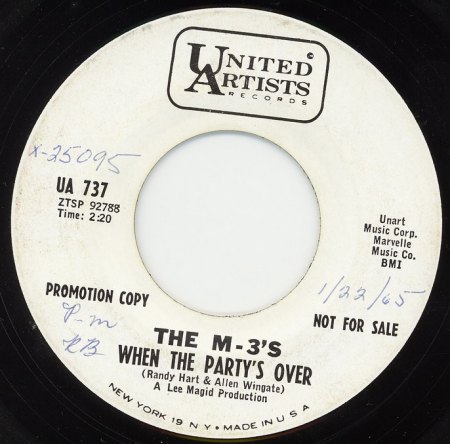 UNITED
ARTISTS
RECORDS
©
x-25095
UA 737
ZTSP 92788
Time: 2:20
Unart
Music Corp.
Marvelle
Music Co.
BMI
PROMOTION COPY
1/22/65
NOT FOR SALE
P-m
RB
THE M-3'S
WHEN THE PARTY'S OVER
(Randy Hart & Allen Wingate)
A Lee Magid Production
NEW YORK 19 N.Y. • MADE IN U S A